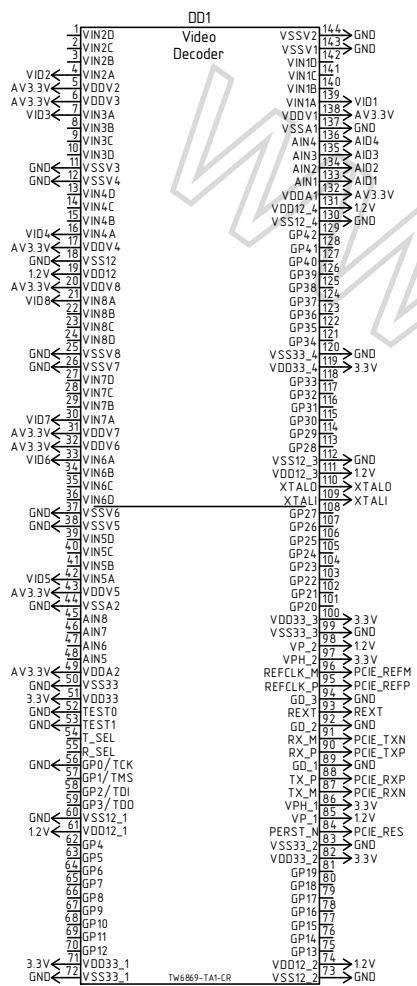 DD1
Video
Decoder
1 VIN2D
2 VIN2C
3 VIN2B
VID2 4 VIN2A
AV3.3V 5 VDDV2
AV3.3V 6 VDDV3
VID3 7 VIN3A
8 VIN3B
9 VIN3C
10 VIN3D
GND 11 VSSV3
GND 12 VSSV4
13 VIN4D
14 VIN4C
15 VIN4B
VID4 16 VIN4A
AV3.3V 17 VDDV4
GND 18 VSS12
1.2V 19 VDD12
AV3.3V 20 VDDV8
VID8 21 VIN8A
22 VIN8B
23 VIN8C
24 VIN8D
GND 25 VSSV8
GND 26 VSSV7
27 VIN7D
28 VIN7C
29 VIN7B
VID7 30 VIN7A
AV3.3V 31 VDDV7
AV3.3V 32 VDDV6
VID6 33 VIN6A
34 VIN6B
35 VIN6C
36 VIN6D
GND 37 VSSV6
GND 38 VSSV5
39 VIN5D
40 VIN5C
41 VIN5B
VID5 42 VIN5A
AV3.3V 43 VDDV5
GND 44 VSSA2
45 AIN8
46 AIN7
47 AIN6
48 AIN5
AV3.3V 49 VDDA2
GND 50 VSS33
3.3V 51 VDD33
GND 52 TEST0
GND 53 TEST1
54 T_SEL
55 R_SEL
GND 56 GP0/TCK
57 GP1/TMS
58 GP2/TDI
59 GP3/TDO
GND 60 VSS12_1
1.2V 61 VDD12_1
62 GP4
63 GP5
64 GP6
65 GP7
66 GP8
67 GP9
68 GP10
69 GP11
70 GP12
3.3V 71 VDD33_1
GND 72 VSS33_1
VSSV2 144 GND
VSSV1 143 GND
VIN1D 142
VIN1C 141
VIN1B 140
VIN1A 139 VID1
VDDV1 138 AV3.3V
VSSA1 137 GND
AIN4 136 AID4
AIN3 135 AID3
AIN2 134 AID2
AIN1 133 AID1
VDDA1 132 AV3.3V
VDD12_4 131 1.2V
VSS12_4 130 GND
GP42 129
GP41 128
GP40 127
GP39 126
GP38 125
GP37 124
GP36 123
GP35 122
GP34 121
VSS33_4 120 GND
VDD33_4 119 3.3V
GP33 118
GP32 117
GP31 116
GP30 115
GP29 114
GP28 113
VSS12_3 112 GND
VDD12_3 111 1.2V
XTALO 110 XTALO
XTALI 109 XTALI
GP27 108
GP26 107
GP25 106
GP24 105
GP23 104
GP22 103
GP21 102
GP20 101
VDD33_3 100 3.3V
VSS33_3 99 GND
VP_2 98 1.2V
VPH_2 97 3.3V
REFCLK_M 96 PCIE_REFM
REFCLK_P 95 PCIE_REFP
GD_3 94 GND
REXT 93 REXT
GD_2 92 GND
RX_M 91 PCIE_TXN
RX_P 90 PCIE_TXP
GD_1 89 GND
TX_P 88 PCIE_RXP
TX_M 87 PCIE_RXN
VPH_1 86 3.3V
VP_1 85 1.2V
PERST_N 84 PCIE_RES
VSS33_2 83 GND
VDD33_2 82 3.3V
GP19 81
GP18 80
GP17 79
GP16 78
GP15 77
GP14 76
GP13 75
VDD12_2 74 1.2V
VSS12_2 73 GND
TW6869-TA1-CR